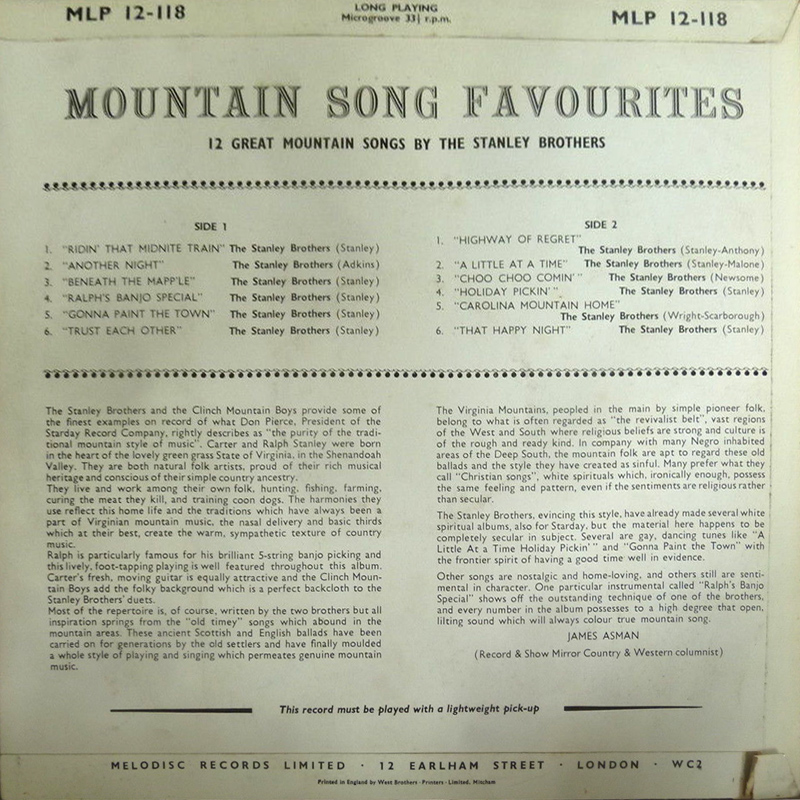 MLP 12-118
LONG PLAYING
Microgroove 33⅓ r.p.m.
MLP 12-118
MOUNTAIN SONG FAVOURITES
12 GREAT MOUNTAIN SONGS BY THE STANLEY BROTHERS
SIDE 1
1. "RIDIN' THAT MIDNITE TRAIN" The Stanley Brothers (Stanley)
2. "ANOTHER NIGHT" The Stanley Brothers (Adkins)
3. "BENEATH THE MAPP'LE" The Stanley Brothers (Stanley)
4. "RALPH'S BANJO SPECIAL" The Stanley Brothers (Stanley)
5. "GONNA PAINT THE TOWN" The Stanley Brothers (Stanley)
6. "TRUST EACH OTHER" The Stanley Brothers (Stanley)
SIDE 2
1. "HIGHWAY OF REGRET"
The Stanley Brothers (Stanley-Anthony)
2. "A LITTLE AT A TIME" The Stanley Brothers (Stanley-Malone)
3. "CHOO CHOO COMIN'" The Stanley Brothers (Newsome)
4. "HOLIDAY PICKIN'" The Stanley Brothers (Stanley)
5. "CAROLINA MOUNTAIN HOME"
The Stanley Brothers (Wright-Scarborough)
6. "THAT HAPPY NIGHT" The Stanley Brothers (Stanley)
The Stanley Brothers and the Clinch Mountain Boys provide some of
the finest examples on record of what Don Pierce, President of the
Starday Record Company, rightly describes as "the purity of the tradi-
tional mountain style of music". Carter and Ralph Stanley were born
in the heart of the lovely green grass State of Virginia, in the Shenandoah
Valley. They are both natural folk artists, proud of their rich musical
heritage and conscious of their simple country ancestry.
They live and work among their own folk, hunting, fishing, farming,
curing the meat they kill, and training coon dogs. The harmonies they
use reflect this home life and the traditions which have always been a
part of Virginian mountain music, the nasal delivery and basic thirds
which at their best, create the warm, sympathetic texture of country
music.
Ralph is particularly famous for his brilliant 5-string banjo picking and
this lively, foot-tapping playing is well featured throughout this album.
Carter's fresh, moving guitar is equally attractive and the Clinch Moun-
tain Boys add the folky background which is a perfect backcloth to the
Stanley Brothers' duets.
Most of the repertoire is, of course, written by the two brothers but all
inspiration springs from the "old timey" songs which abound in the
mountain areas. These ancient Scottish and English ballads have been
carried on for generations by the old settlers and have finally moulded
a whole style of playing and singing which permeates genuine mountain
music.
The Virginia Mountains, peopled in the main by simple pioneer folk,
belong to what is often regarded as "the revivalist belt", vast regions
of the West and South where religious beliefs are strong and culture is
of the rough and ready kind. In company with many Negro inhabited
areas of the Deep South, the mountain folk are apt to regard these old
ballads and the style they have created as sinful. Many prefer what they
call "Christian songs", white spirituals which, ironically enough, possess
the same feeling and pattern, even if the sentiments are religious rather
than secular.
The Stanley Brothers, evincing this style, have already made several white
spiritual albums, also for Starday, but the material here happens to be
completely secular in subject. Several are gay, dancing tunes like "A
Little At a Time Holiday Pickin'" and "Gonna Paint the Town" with
the frontier spirit of having a good time well in evidence.
Other songs are nostalgic and home-loving, and others still are senti-
mental in character. One particular instrumental called "Ralph's Banjo
Special" shows off the outstanding technique of one of the brothers,
and every number in the album possesses to a high degree that open,
lilting sound which will always colour true mountain song.
JAMES ASMAN
(Record & Show Mirror Country & Western columnist)
This record must be played with a lightweight pick-up
MELODISC RECORDS LIMITED · 12 EARLHAM STREET · LONDON · WC2
Printed in England by West Brothers · Printers · Limited, Mitcham